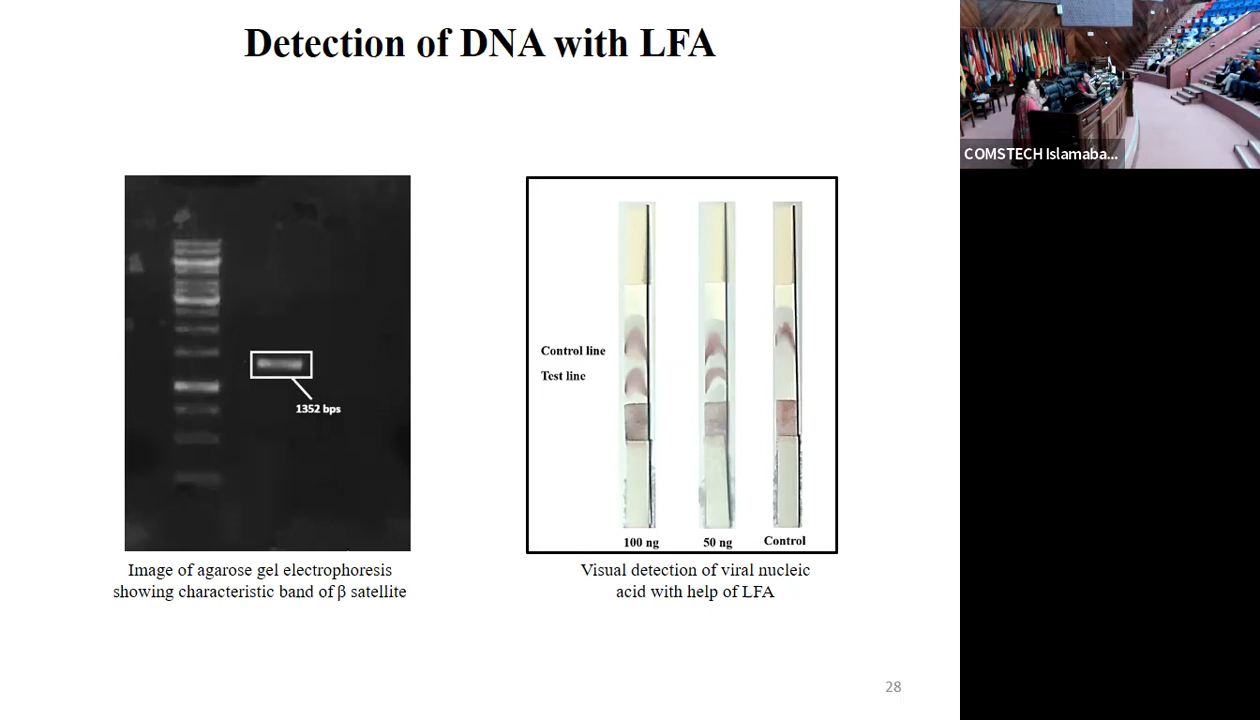 Detection of DNA with LFA
COMSTECH Islamaba...
1352 bps
Control line
Test line
100 ng
50 ng
Control
Image of agarose gel electrophoresis
showing characteristic band of β satellite
Visual detection of viral nucleic
acid with help of LFA
28